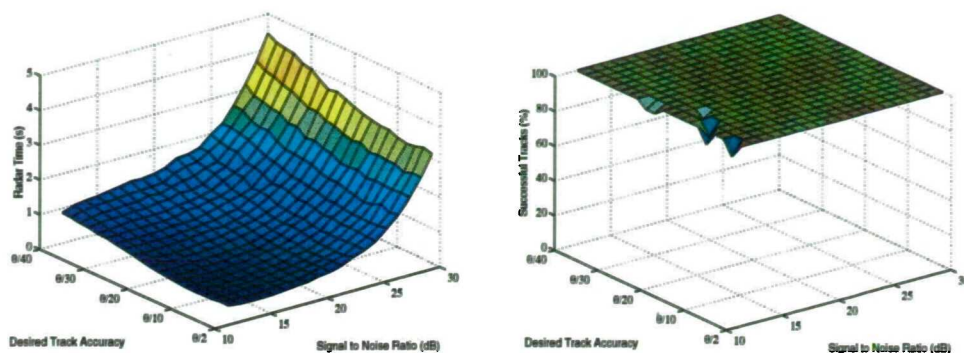 5
4
3
2
1
0
Radar Time (s)
θ/40
θ/30
θ/20
θ/10
θ/2
10
15
20
25
30
Desired Track Accuracy
Signal to Noise Ratio (dB)
100
80
60
40
20
0
Successful Tracks (%)
θ/40
θ/30
θ/20
θ/10
θ/2
10
15
20
25
Desired Track Accuracy
Signal to Noise Ratio (dB)